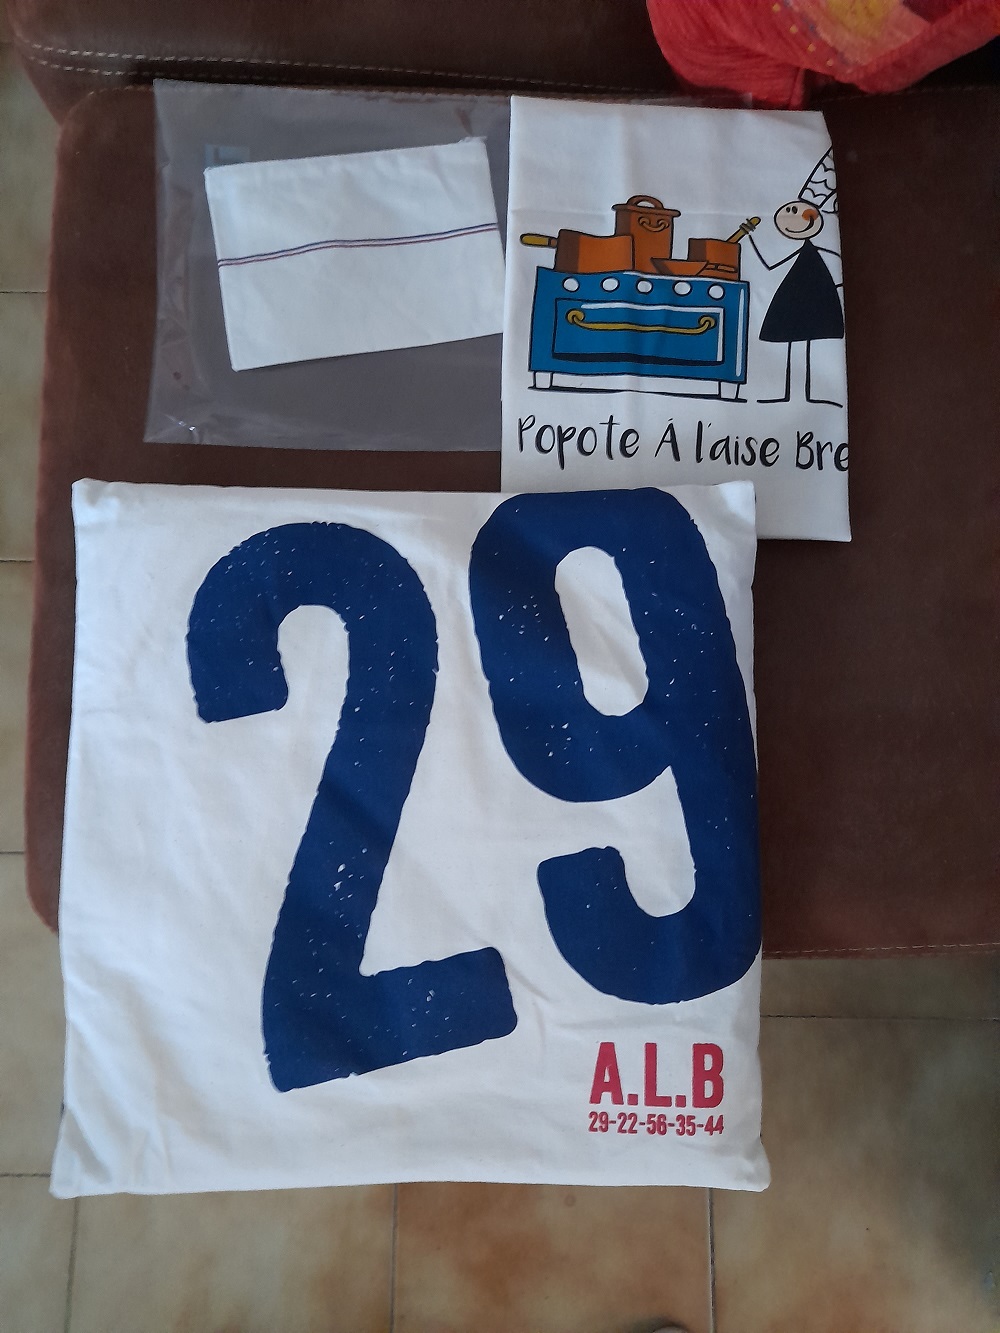 Popote À l'aise Bre
29
A.L.B
29-22-56-35-44